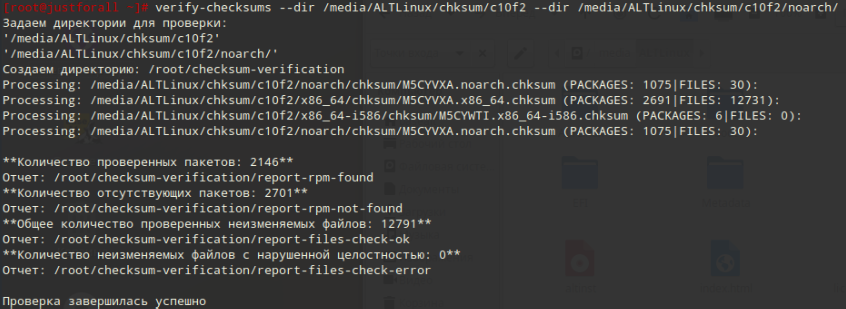 [root@justforall ~]# verify-checksums --dir /media/ALTLinux/chksum/c10f2 --dir /media/ALTLinux/chksum/c10f2/noarch/
Задаем директории для проверки:
'/media/ALTLinux/chksum/c10f2'
'/media/ALTLinux/chksum/c10f2/noarch/'
Создаем директорию: /root/checksum-verification
Processing: /media/ALTLinux/chksum/c10f2/noarch/chksum/M5CYVXA.noarch.chksum (PACKAGES: 1075|FILES: 30):
Processing: /media/ALTLinux/chksum/c10f2/x86_64/chksum/M5CYVXA.x86_64.chksum (PACKAGES: 2691|FILES: 12731):
Processing: /media/ALTLinux/chksum/c10f2/x86_64-i586/chksum/M5CYWTI.x86_64-i586.chksum (PACKAGES: 6|FILES: 0):
Processing: /media/ALTLinux/chksum/c10f2/noarch/chksum/M5CYVXA.noarch.chksum (PACKAGES: 1075|FILES: 30):
**Количество проверенных пакетов: 2146**
Отчет: /root/checksum-verification/report-rpm-found
**Количество отсутствующих пакетов: 2701**
Отчет: /root/checksum-verification/report-rpm-not-found
**Общее количество проверенных неизменяемых файлов: 12791**
Отчет: /root/checksum-verification/report-files-check-ok
**Количество неизменяемых файлов с нарушенной целостностью: 0**
Отчет: /root/checksum-verification/report-files-check-error
Проверка завершилась успешно